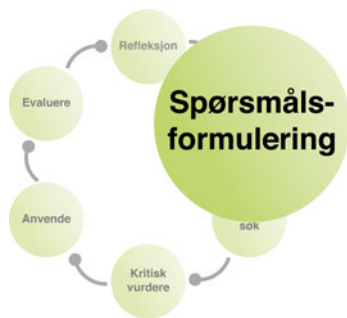 Refleksjon
Spørsmåls-
formulering
søk
Kritisk
vurdere
Anvende
Evaluere